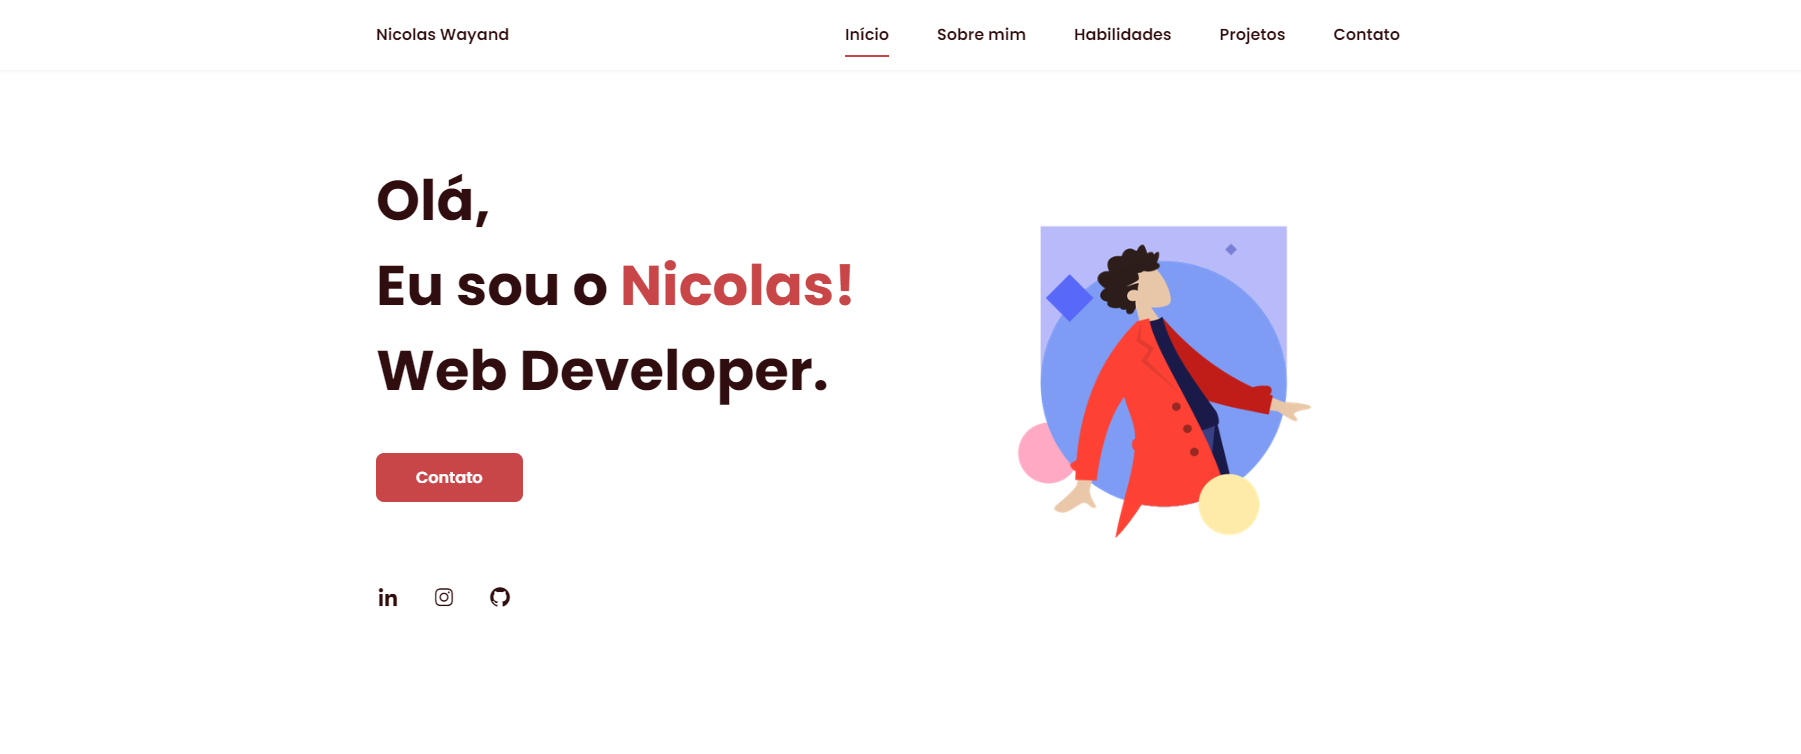 Nicolas Wayand
Início Sobre mim Habilidades Projetos Contato
Olá,
Eu sou o Nicolas!
Web Developer.
Contato
in